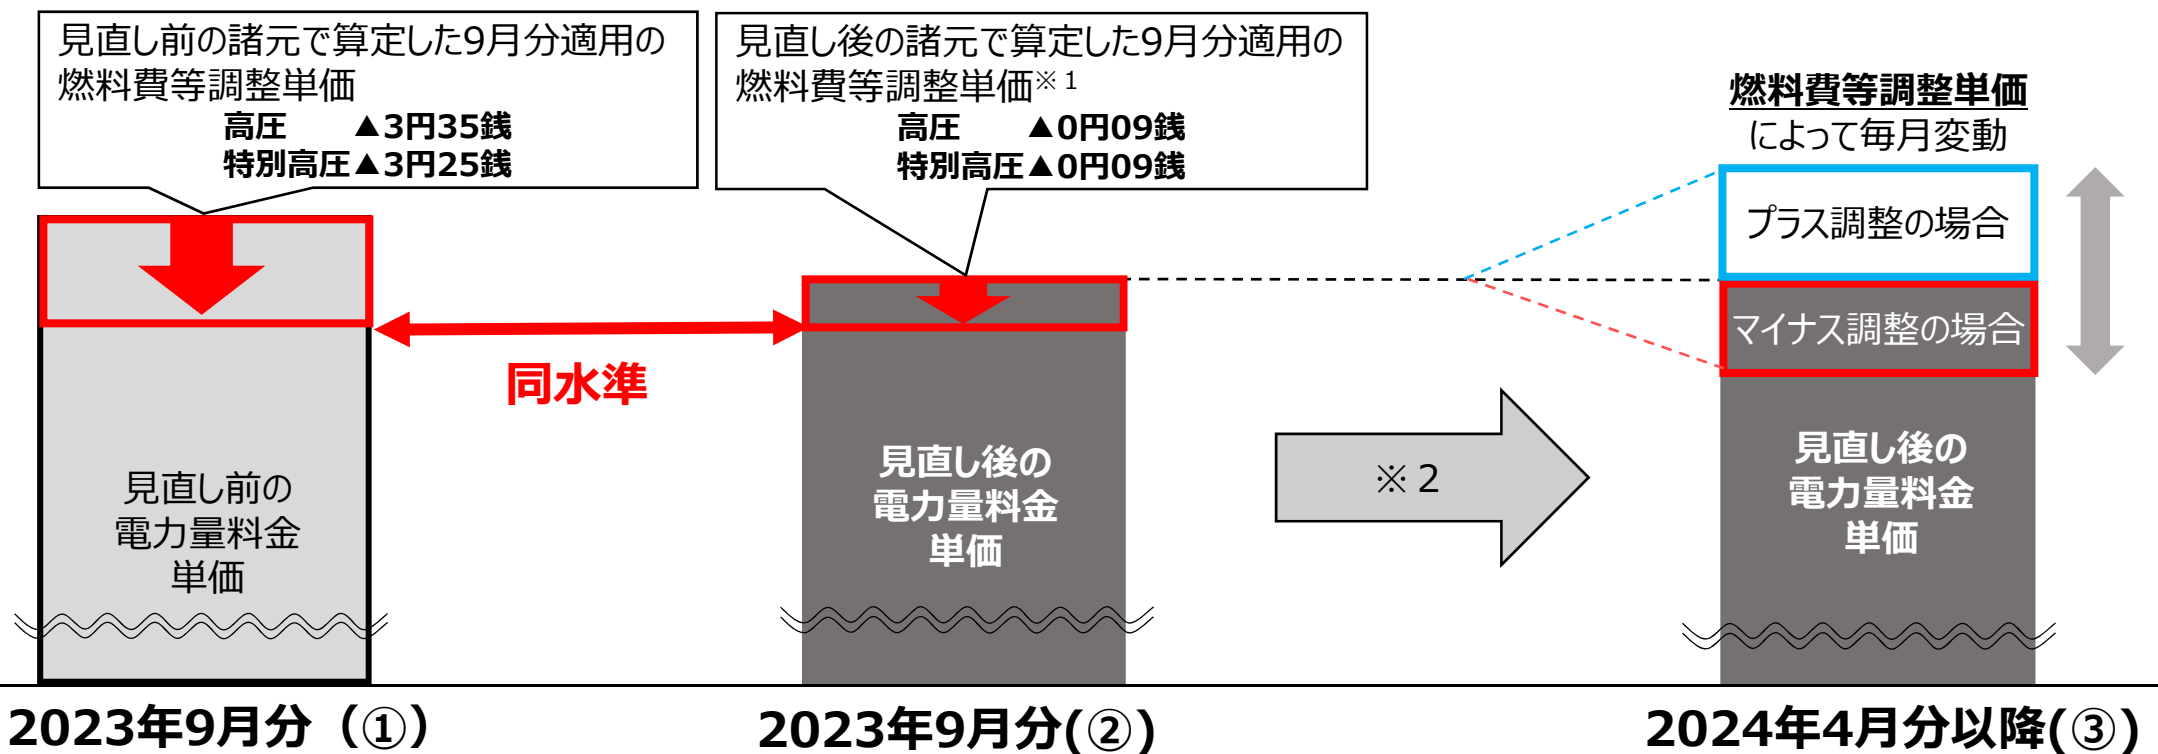 見直し前の諸元で算定した9月分適用の
燃料費等調整単価
高圧　　▲3円35銭
特別高圧▲3円25銭
見直し後の諸元で算定した9月分適用の
燃料費等調整単価※１
高圧　　▲0円09銭
特別高圧▲0円09銭
燃料費等調整単価
によって毎月変動
プラス調整の場合
マイナス調整の場合
同水準
見直し前の
電力量料金
単価
見直し後の
電力量料金
単価
※２
見直し後の
電力量料金
単価
2023年9月分（①）
2023年9月分(②)
2024年4月分以降(③)